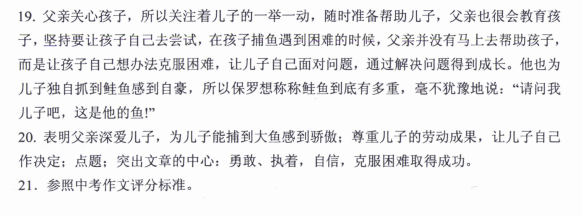 19. 父亲关心孩子，所以关注着儿子的一举一动，随时准备帮助儿子，父亲也很会教育孩
子，坚持要让孩子自己去尝试，在孩子捕鱼遇到困难的时候，父亲并没有马上去帮助孩子，
而是让孩子自己想办法克服困难，让儿子自己面对问题，通过解决问题得到成长。他也为
儿子独自抓到鲑鱼感到自豪，所以保罗想称称鲑鱼到底有多重，毫不犹豫地说：“请问我
儿子吧，这是他的鱼!”
20. 表明父亲深爱儿子，为儿子能捕到大鱼感到骄傲；尊重儿子的劳动成果，让儿子自己
作决定；点题；突出文章的中心：勇敢、执着，自信，克服困难取得成功。
21．参照中考作文评分标准。